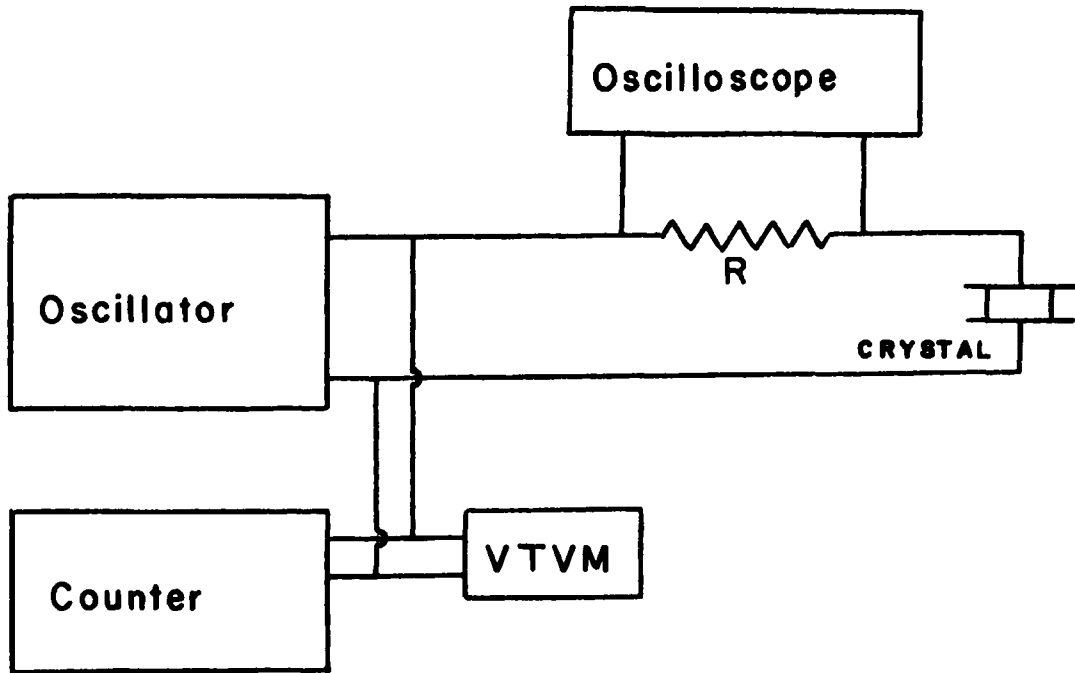 Oscilloscope
R
Oscillator
CRYSTAL
VTVM
Counter